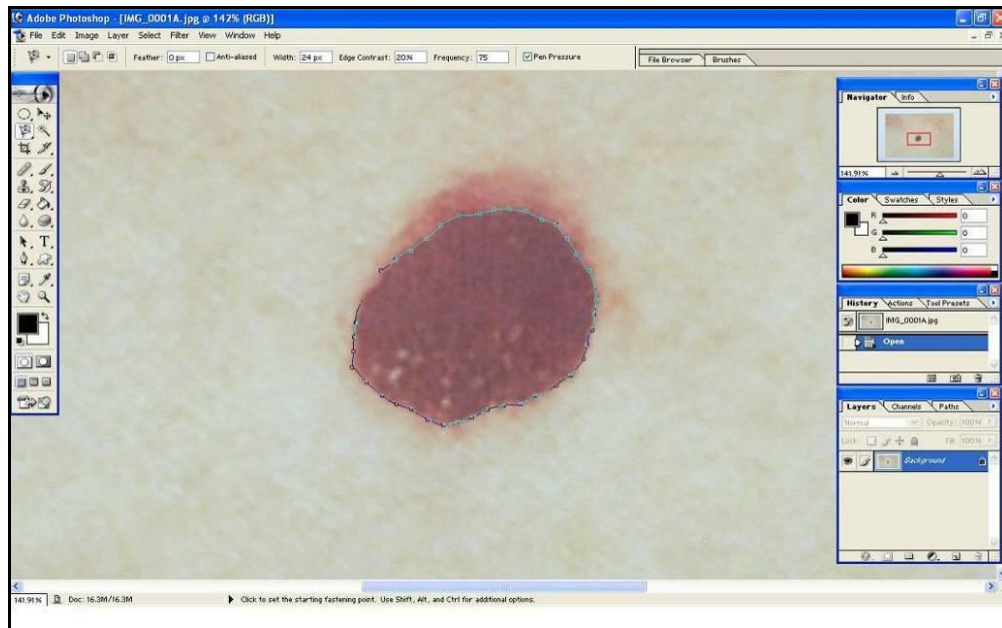 Adobe Photoshop - [IMG_0001A.jpg @ 142% (RGB)]
File Edit Image Layer Select Filter View Window Help
Feather: 0 px Anti-aliased Width: 24 px Edge Contrast: 20% Frequency: 75 Pen Pressure File Browser Brushes
Navigator Info
141,91%
Color Swatches Styles
R 0
G 0
B 0
History Actions Tool Presets
IMG_0001A.jpg
Open
Layers Channels Paths
Normal Opacity: 100%
Lock: Fill: 100%
Background
141,91% Doc: 16.3M/16.3M Click to set the starting fastening point. Use Shift, Alt, and Ctrl for additional options.